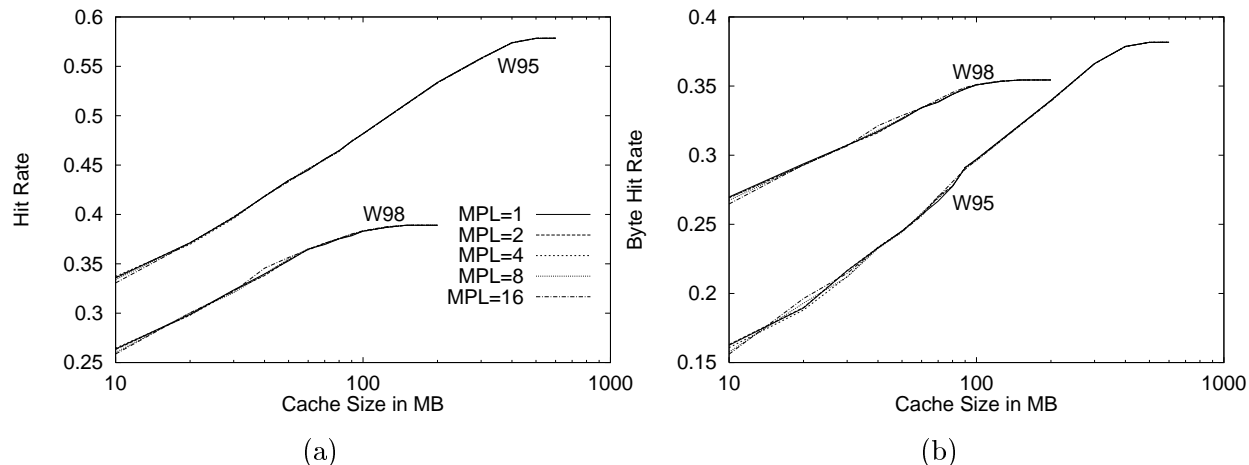 0.6
0.55
0.5
0.45
0.4
0.35
0.3
0.25
10
100
1000
Hit Rate
Cache Size in MB
W95
W98
MPL=1
MPL=2
MPL=4
MPL=8
MPL=16
(a)
0.4
0.35
0.3
0.25
0.2
0.15
10
100
1000
Byte Hit Rate
Cache Size in MB
W98
W95
(b)